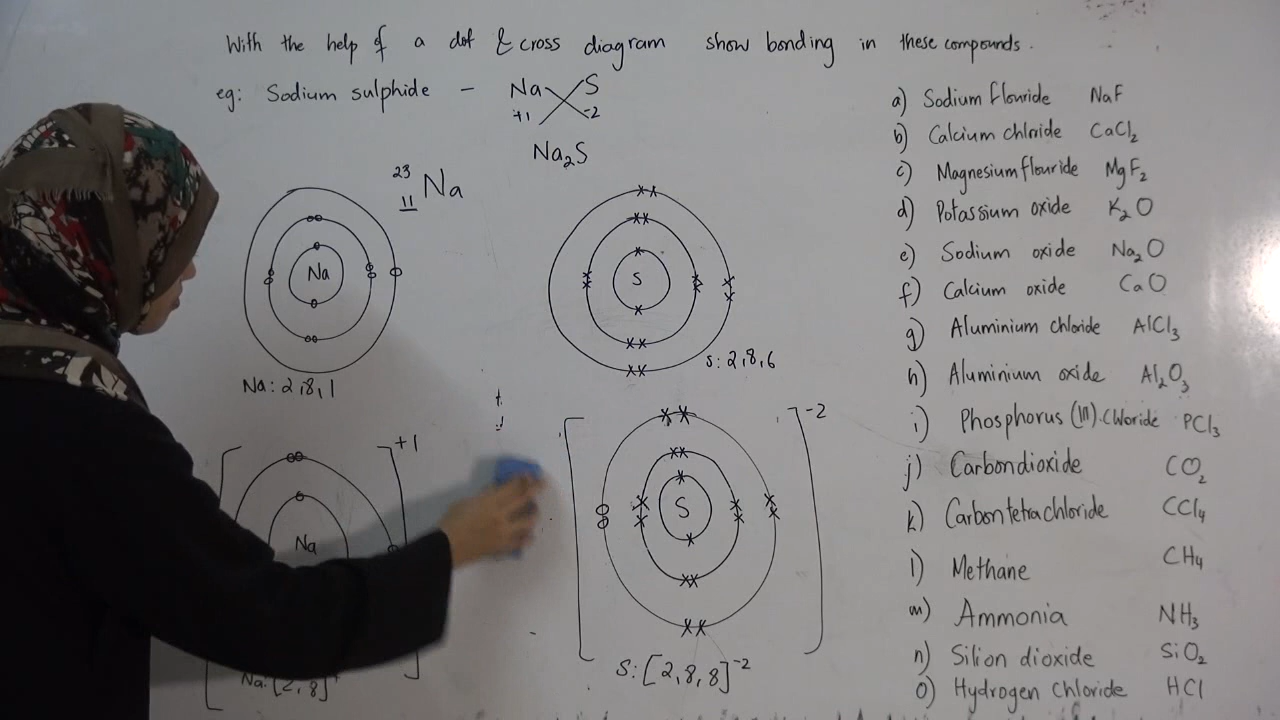 With the help of a dot & cross diagram show bonding in these compounds.
eg: Sodium sulphide - Na S
+1 -2
Na₂S
23
11 Na
Na
Na: 2,8,1
S
S: 2,8,6
Na
+1
Na: [2,8]⁺
S
-2
S: [2,8,8]⁻²
a) Sodium flouride NaF
b) Calcium chloride CaCl₂
c) Magnesium flouride MgF₂
d) Potassium oxide K₂O
e) Sodium oxide Na₂O
f) Calcium oxide CaO
g) Aluminium chloride AlCl₃
h) Aluminium oxide Al₂O₃
i) Phosphorus (III) Chloride PCl₃
j) Carbondioxide CO₂
k) Carbontetrachloride CCl₄
l) Methane CH₄
m) Ammonia NH₃
n) Silion dioxide SiO₂
o) Hydrogen Chloride HCl